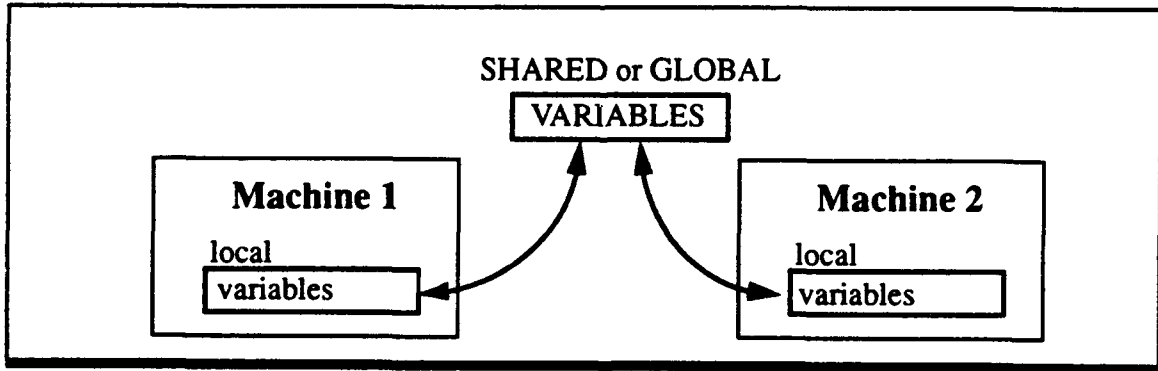 SHARED or GLOBAL
VARIABLES
Machine 1
local
variables
Machine 2
local
variables